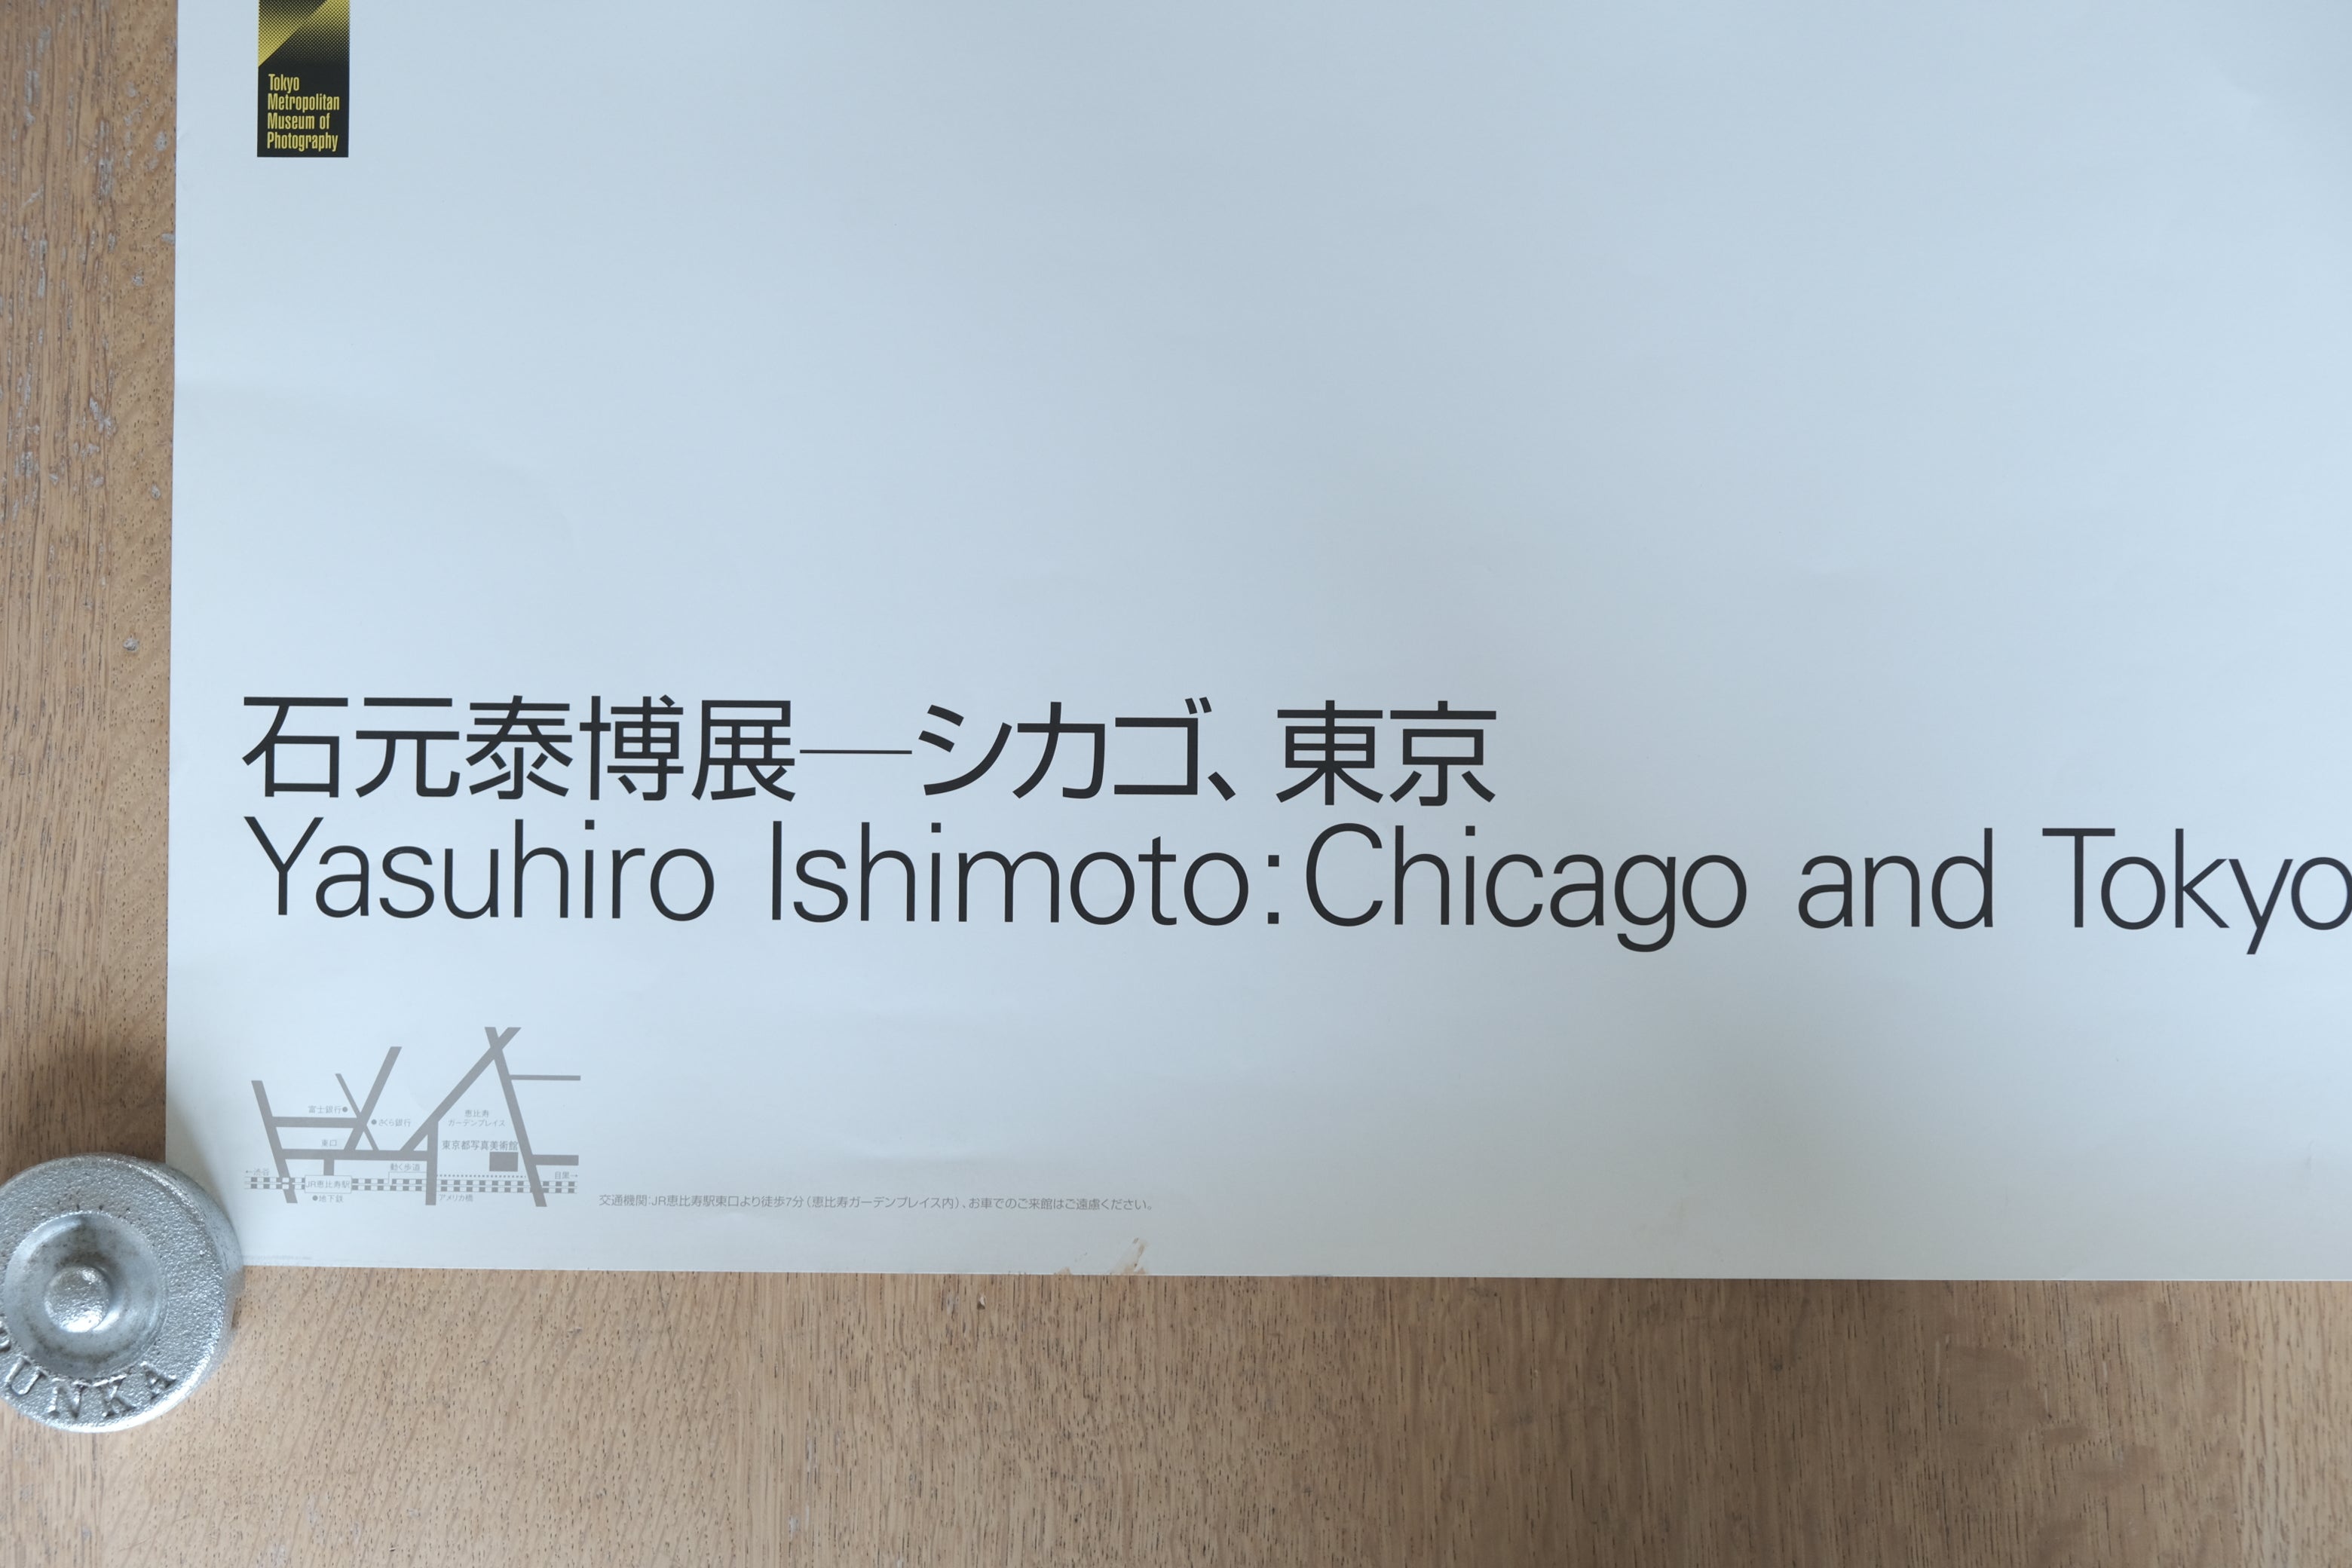 Tokyo
Metropolitan
Museum of
Photography
石元泰博展──シカゴ、東京
Yasuhiro Ishimoto: Chicago and Tokyo
富士銀行●
●さくら銀行
恵比寿
ガーデンプレイス
東口
東京都写真美術館
動く歩道
←渋谷
目黒→
JR恵比寿駅
●地下鉄
アメリカ橋
交通機関:JR恵比寿駅東口より徒歩7分(恵比寿ガーデンプレイス内)、お車でのご来館はご遠慮ください。
UNKA